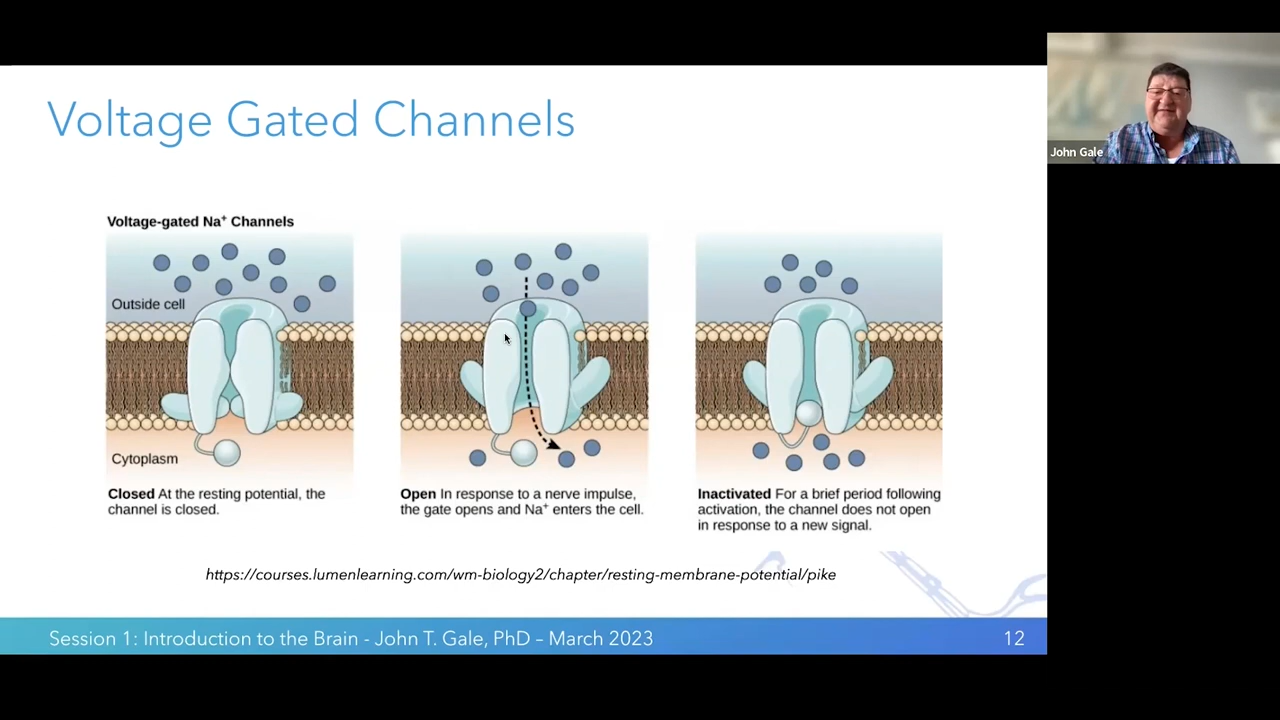 Voltage Gated Channels
John Gale
Voltage-gated Na⁺ Channels
Outside cell
Cytoplasm
Closed At the resting potential, the
channel is closed.
Open In response to a nerve impulse,
the gate opens and Na⁺ enters the cell.
Inactivated For a brief period following
activation, the channel does not open
in response to a new signal.
https://courses.lumenlearning.com/wm-biology2/chapter/resting-membrane-potential/pike
Session 1: Introduction to the Brain - John T. Gale, PhD – March 2023
12